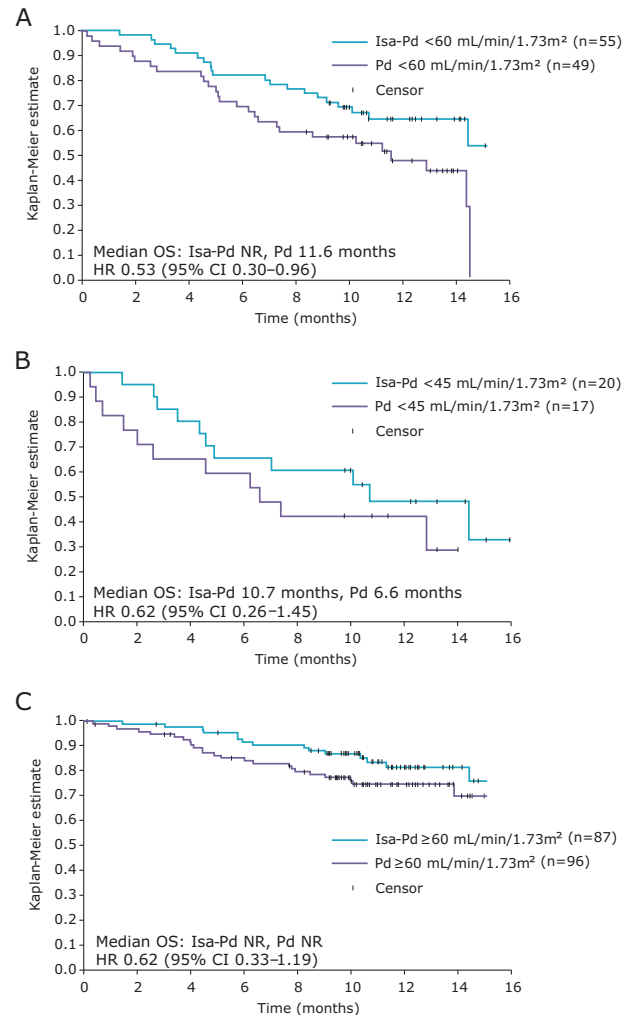 A
Kaplan-Meier estimate
1.0
0.9
0.8
0.7
0.6
0.5
0.4
0.3
0.2
0.1
0.0
Isa-Pd <60 mL/min/1.73m² (n=55)
Pd <60 mL/min/1.73m² (n=49)
Censor
Median OS: Isa-Pd NR, Pd 11.6 months
HR 0.53 (95% CI 0.30–0.96)
0 2 4 6 8 10 12 14 16
Time (months)
B
Kaplan-Meier estimate
1.0
0.9
0.8
0.7
0.6
0.5
0.4
0.3
0.1
0.2
0.0
Isa-Pd <45 mL/min/1.73m² (n=20)
Pd <45 mL/min/1.73m² (n=17)
Censor
Median OS: Isa-Pd 10.7 months, Pd 6.6 months
HR 0.62 (95% CI 0.26–1.45)
0 2 4 6 8 10 12 14 16
Time (months)
C
Kaplan-Meier estimate
1.0
0.9
0.8
0.7
1.0
0.9
0.8
0.7
0.2
0.1
0.0
Isa-Pd ≥60 mL/min/1.73m² (n=87)
Pd ≥60 mL/min/1.73m² (n=96)
Censor
Median OS: Isa-Pd NR, Pd NR
HR 0.62 (95% CI 0.33–1.19)
0 2 4 6 8 10 12 14 16
Time (months)